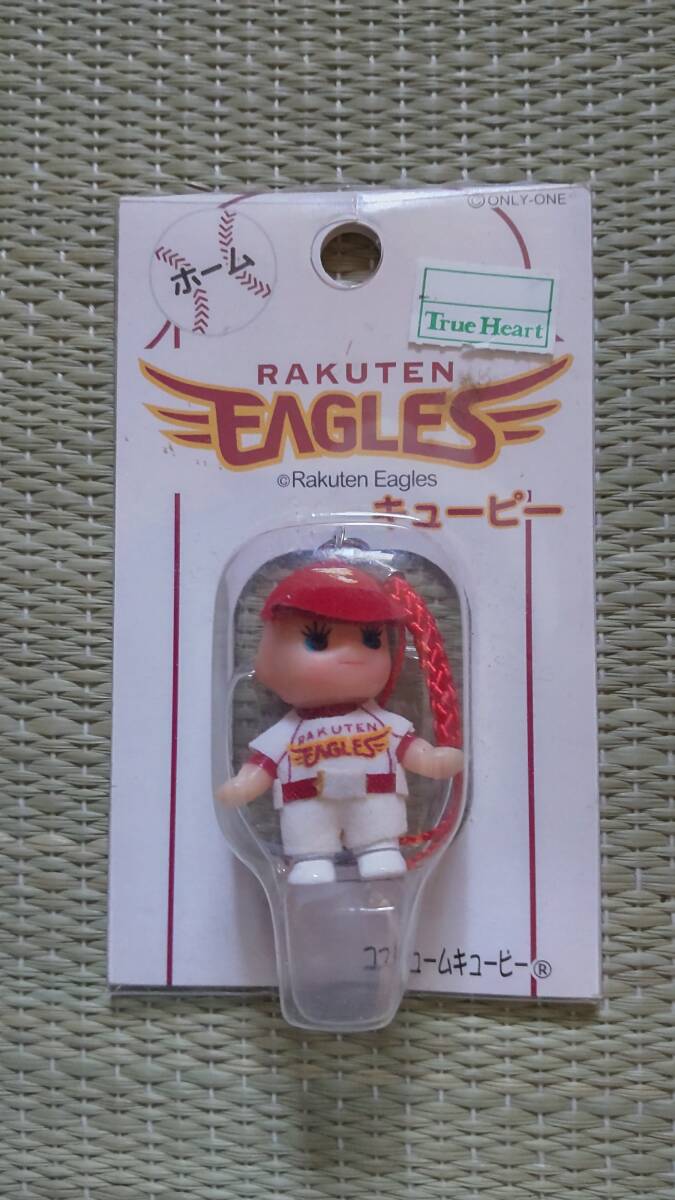 ©ONLY-ONE
ホーム
True Heart
RAKUTEN
EAGLES
©Rakuten Eagles
キューピー
RAKUTEN
EAGLES
コスチュームキューピー®